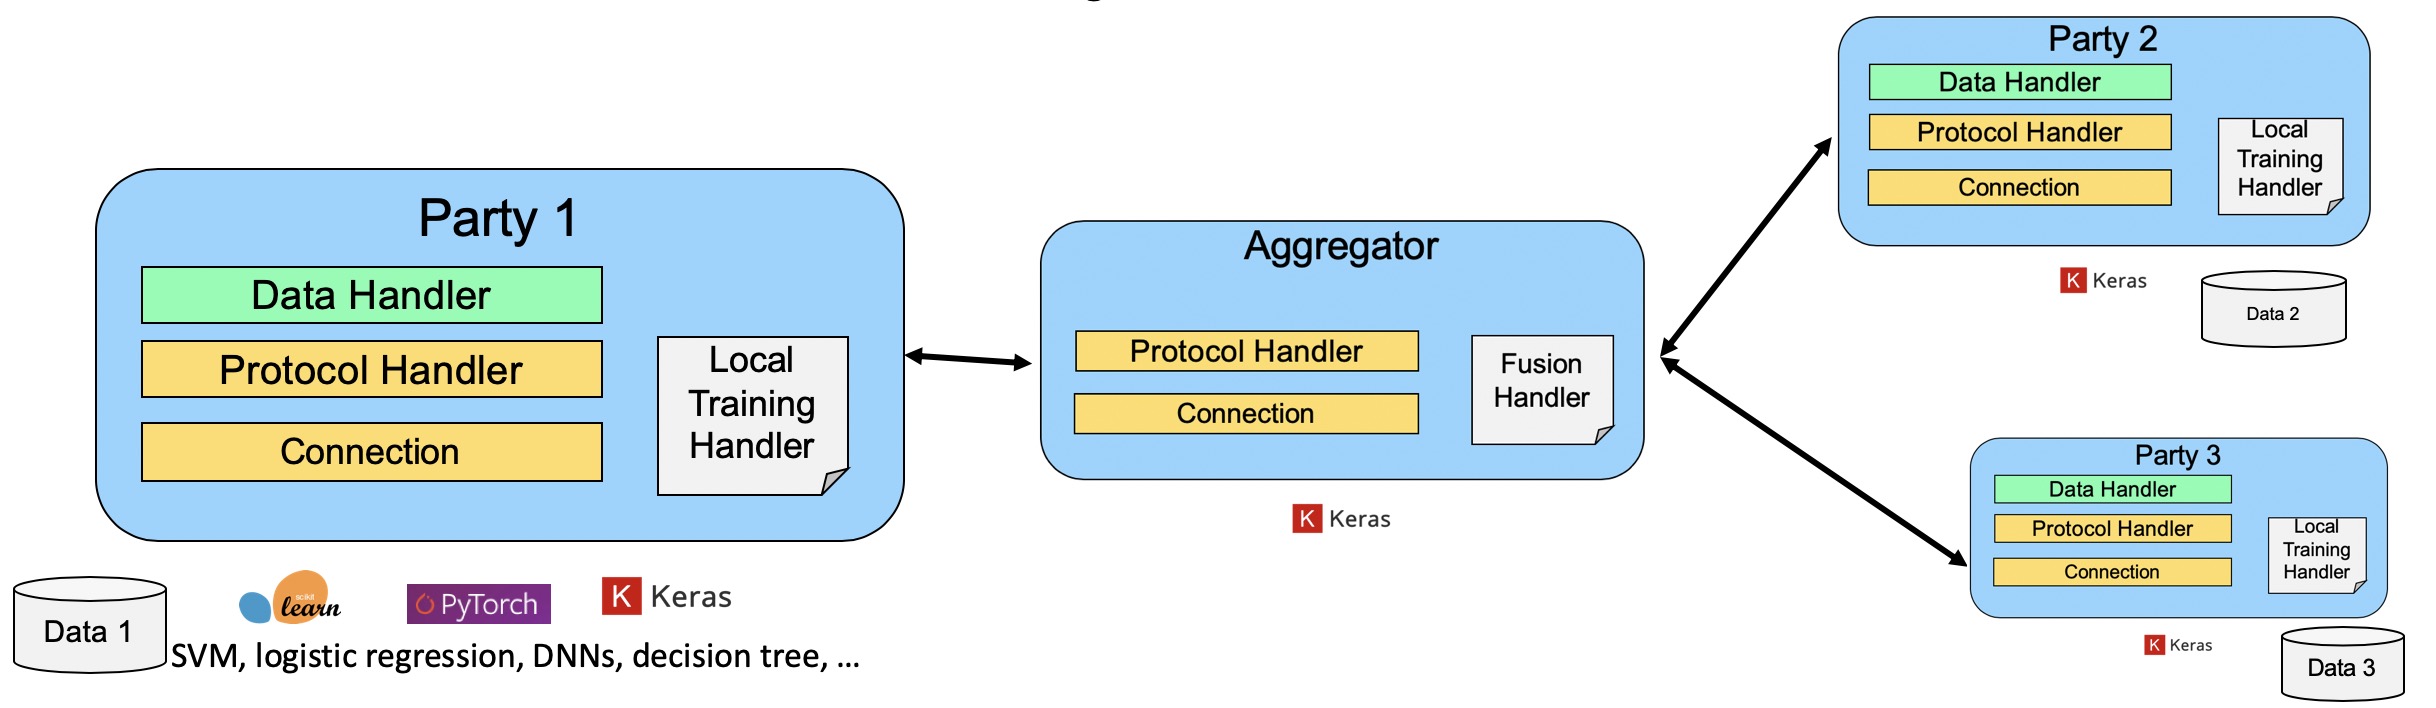 Party 1
Data Handler
Protocol Handler
Connection
Local
Training
Handler
Data 1
scikit
learn
PyTorch
K Keras
SVM, logistic regression, DNNs, decision tree, ...
Aggregator
Protocol Handler
Connection
Fusion
Handler
K Keras
Party 2
Data Handler
Protocol Handler
Connection
Local
Training
Handler
K Keras
Data 2
Party 3
Data Handler
Protocol Handler
Connection
Local
Training
Handler
K Keras
Data 3